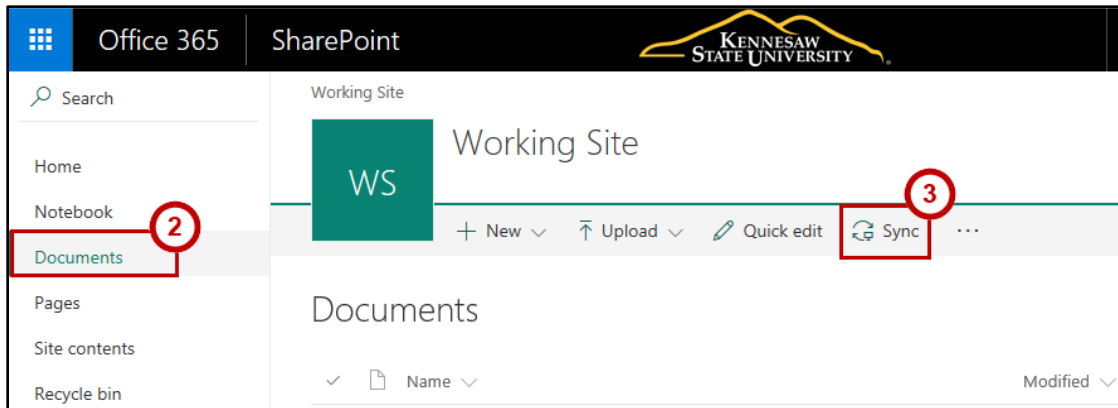 Office 365 SharePoint KENNESAW
STATE UNIVERSITY
Search
Home
Notebook
2
Documents
Pages
Site contents
Recycle bin
Working Site
WS
Working Site
3
New Upload Quick edit Sync ...
Documents
Name Modified